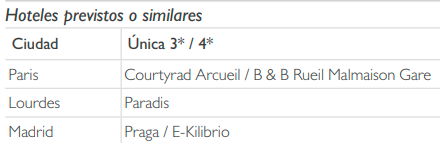 Hoteles previstos o similares
Ciudad Única 3* / 4*
Paris Courtyrad Arcueil / B & B Rueil Malmaison Gare
Lourdes Paradis
Madrid Praga / E-Kilibrio